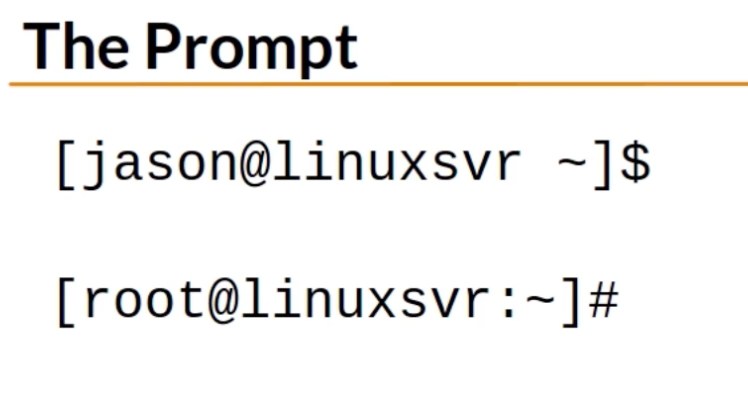 The Prompt
[jason@linuxsvr ~]$
[root@linuxsvr:~]#